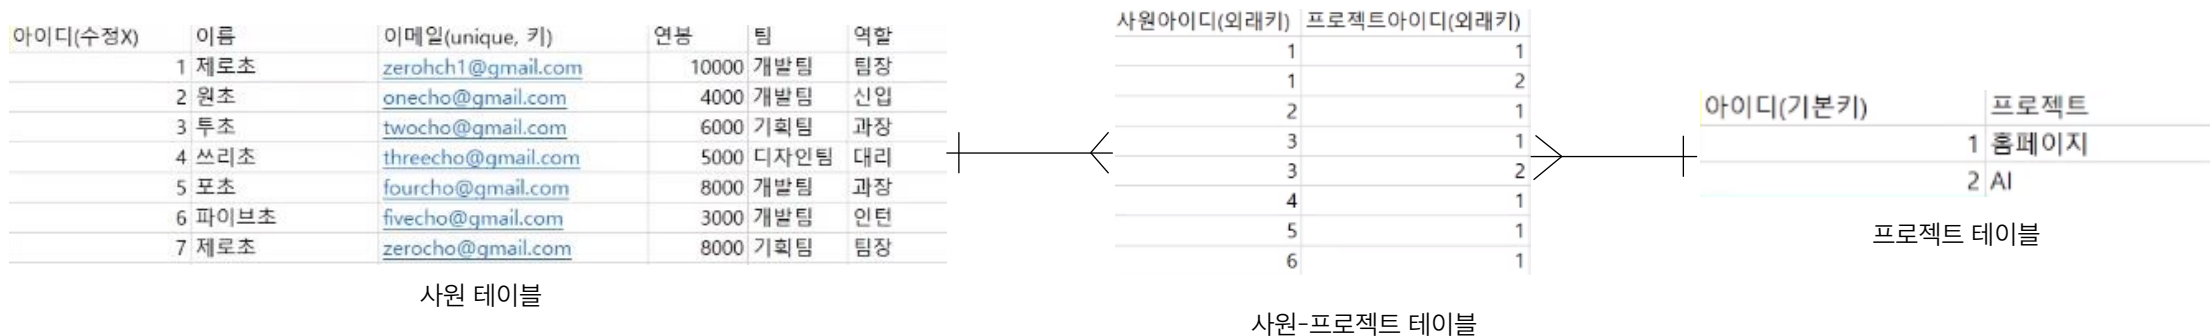 아이디(수정X) 이름 이메일(unique, 키) 연봉 팀 역할
1 제로초 zerohch1@gmail.com 10000 개발팀 팀장
2 원초 onecho@gmail.com 4000 개발팀 신입
3 투초 twocho@gmail.com 6000 기획팀 과장
4 쓰리초 threecho@gmail.com 5000 디자인팀 대리
5 포초 fourcho@gmail.com 8000 개발팀 과장
6 파이브초 fivecho@gmail.com 3000 개발팀 인턴
7 제로초 zerocho@gmail.com 8000 기획팀 팀장
사원 테이블
사원아이디(외래키) 프로젝트아이디(외래키)
1 1
1 2
2 1
3 1
3 2
4 1
5 1
6 1
사원-프로젝트 테이블
아이디(기본키) 프로젝트
1 홈페이지
2 AI
프로젝트 테이블